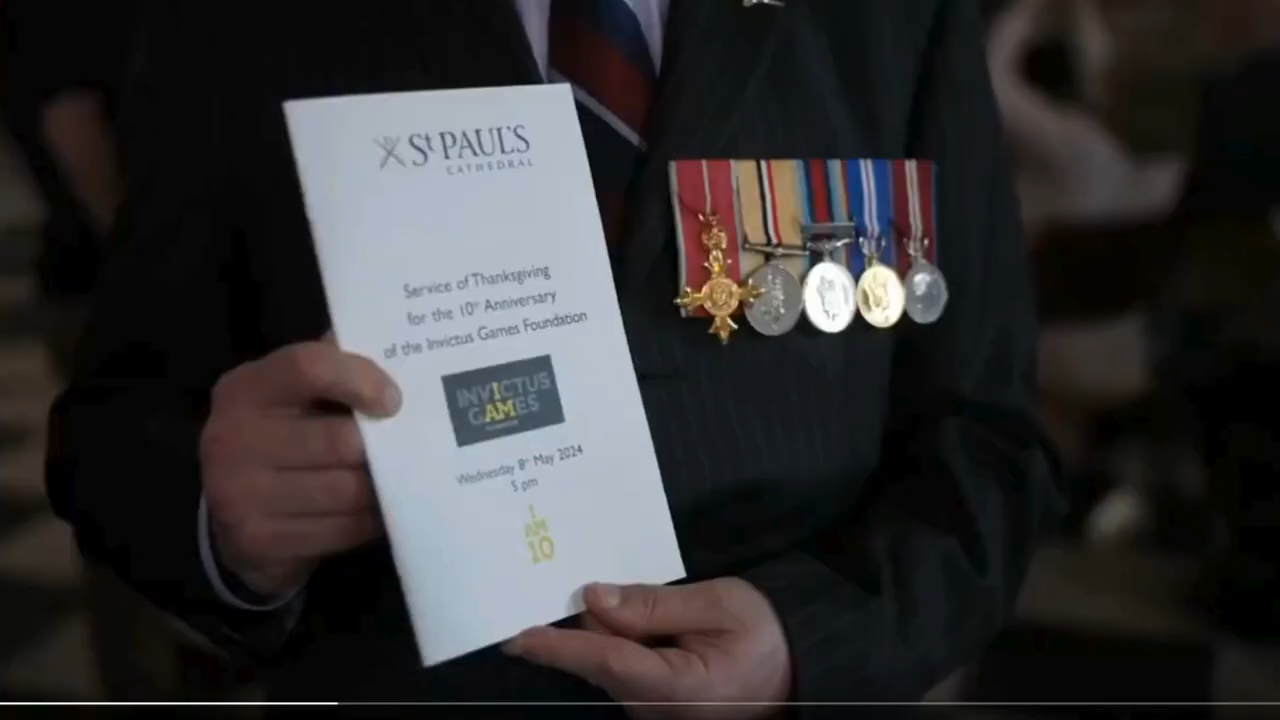 St PAUL'S
CATHEDRAL
Service of Thanksgiving
for the 10th Anniversary
of the Invictus Games Foundation
INVICTUS
GAMES
Wednesday 8th May 2024
5 pm
I
AM
10